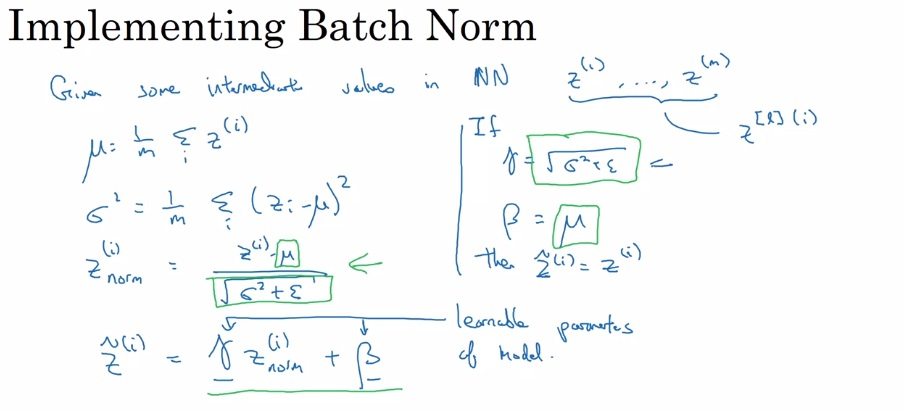 Implementing Batch Norm
Given some intermediate values in NN z^(i), ..., z^(m)
z^[l](i)
μ = 1/m Σ_i z^(i)
σ² = 1/m Σ_i (z_i - μ)²
z^(i)_norm = (z^(i) - μ) / √(σ² + ε) ←
z̃^(i) = γ z^(i)_norm + β
If
γ = √(σ² + ε) ←
β = μ
then z̃^(i) = z^(i)
learnable parameters
of model.